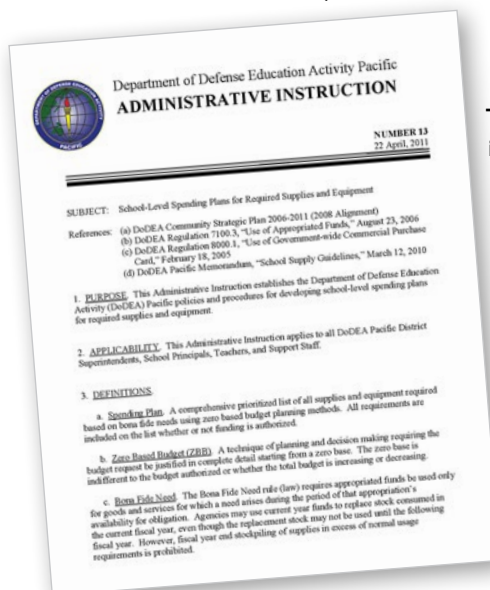 Department of Defense Education Activity Pacific
ADMINISTRATIVE INSTRUCTION
NUMBER 13
22 April, 2011
SUBJECT: School-Level Spending Plans for Required Supplies and Equipment
References: (a) DoDEA Community Strategic Plan 2006-2011 (2008 Alignment)
(b) DoDEA Regulation 7100.3, "Use of Appropriated Funds," August 23, 2006
(c) DoDEA Regulation 8000.1, "Use of Government-wide Commercial Purchase
Card," February 18, 2005
(d) DoDEA Pacific Memorandum, "School Supply Guidelines," March 12, 2010
1. PURPOSE. This Administrative Instruction establishes the Department of Defense Education
Activity (DoDEA) Pacific policies and procedures for developing school-level spending plans
for required supplies and equipment.
2. APPLICABILITY. This Administrative Instruction applies to all DoDEA Pacific District
Superintendents, School Principals, Teachers, and Support Staff.
3. DEFINITIONS.
a. Spending Plan. A comprehensive prioritized list of all supplies and equipment required
based on bona fide needs using zero based budget planning methods. All requirements are
included on the list whether or not funding is authorized.
b. Zero Based Budget (ZBB). A technique of planning and decision making requiring the
budget request be justified in complete detail starting from a zero base. The zero base is
indifferent to the budget authorized or whether the total budget is increasing or decreasing.
c. Bona Fide Need. The Bona Fide Need rule (law) requires appropriated funds be used only
for goods and services for which a need arises during the period of that appropriation's
availability for obligation. Agencies may use current year funds to replace stock consumed in
the current fiscal year, even though the replacement stock may not be used until the following
fiscal year. However, fiscal year end stockpiling of supplies in excess of normal usage
requirements is prohibited.